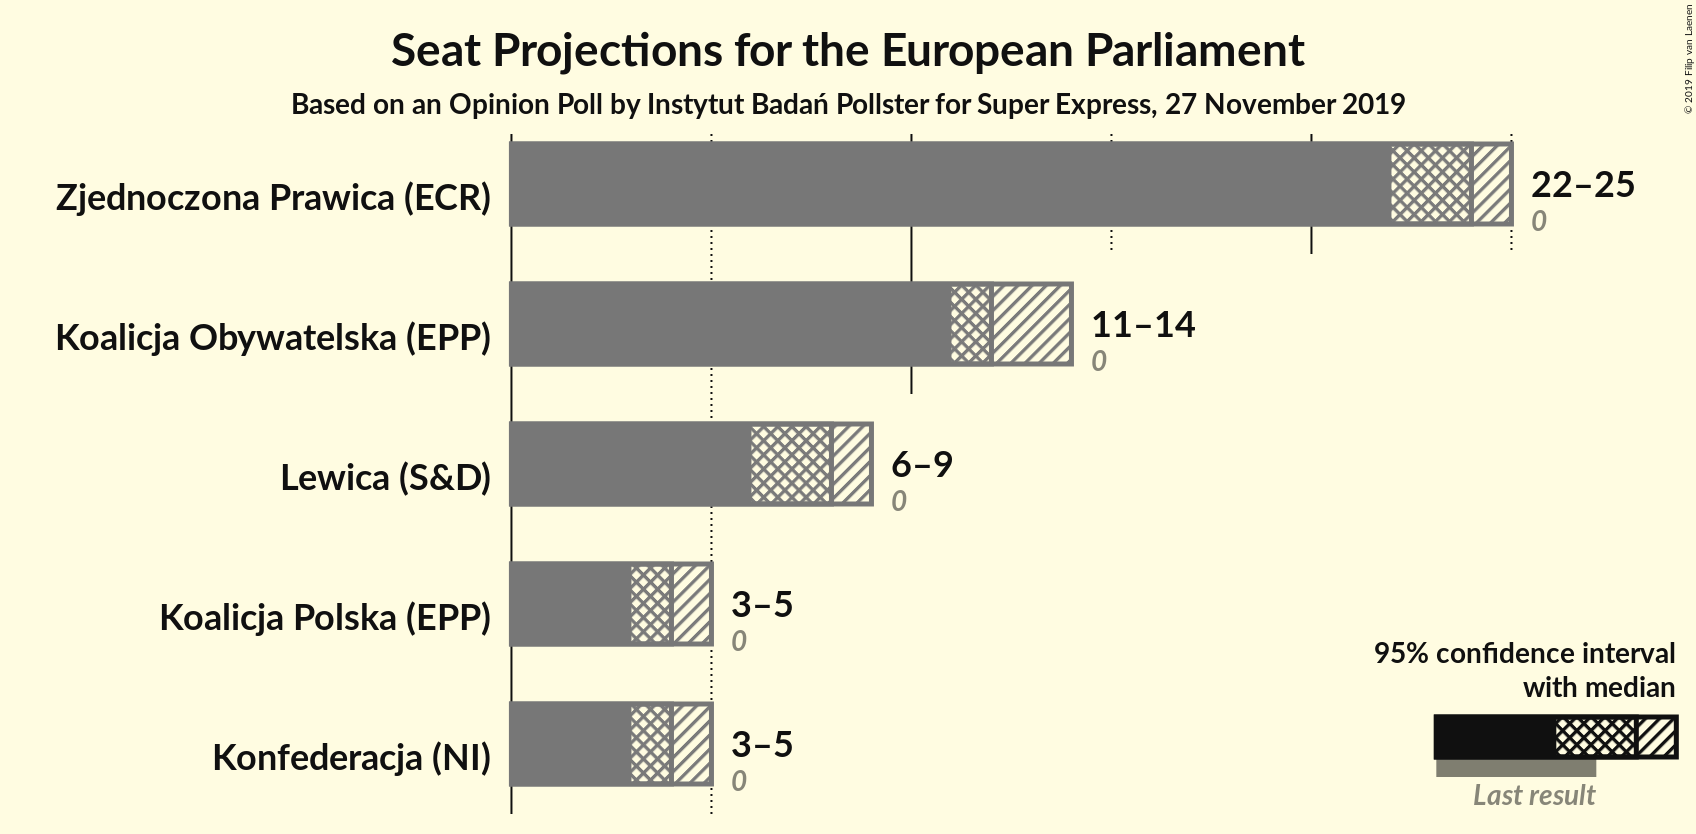 Seat Projections for the European Parliament
Based on an Opinion Poll by Instytut Badań Pollster for Super Express, 27 November 2019
© 2019 Filip van Laenen
Zjednoczona Prawica (ECR)
22–25
0
Koalicja Obywatelska (EPP)
11–14
0
Lewica (S&D)
6–9
0
Koalicja Polska (EPP)
3–5
0
Konfederacja (NI)
3–5
0
95% confidence interval
with median
Last result